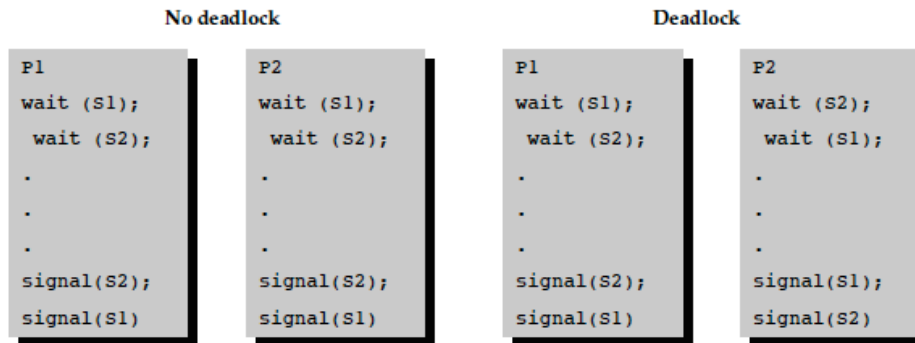 No deadlock
P1
wait (S1);
wait (S2);
.
.
.
signal(S2);
signal(S1)
P2
wait (S1);
wait (S2);
.
.
.
signal(S2);
signal(S1)
Deadlock
P1
wait (S1);
wait (S2);
.
.
.
signal(S2);
signal(S1)
P2
wait (S2);
wait (S1);
.
.
.
signal(S1);
signal(S2)